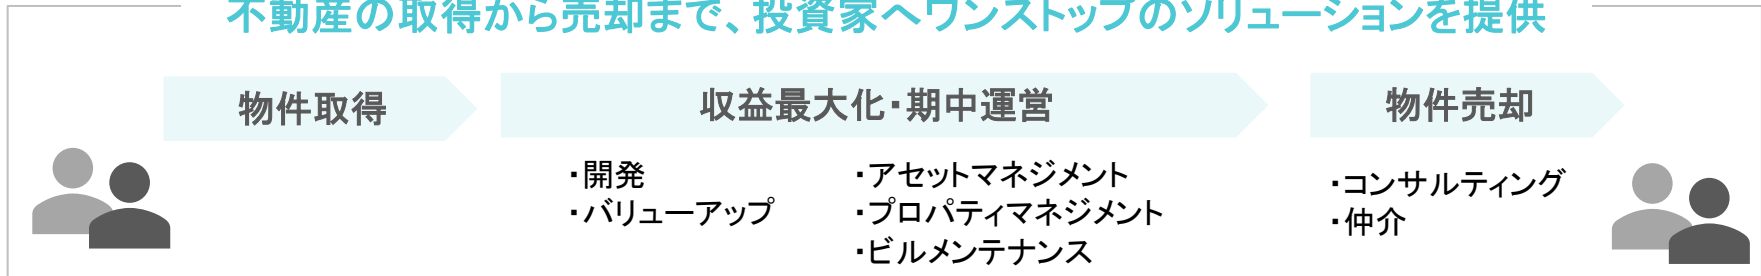 不動産の取得から売却まで、投資家へワンストップのソリューションを提供
物件取得
収益最大化・期中運営
・開発
・バリューアップ
・アセットマネジメント
・プロパティマネジメント
・ビルメンテナンス
物件売却
・コンサルティング
・仲介